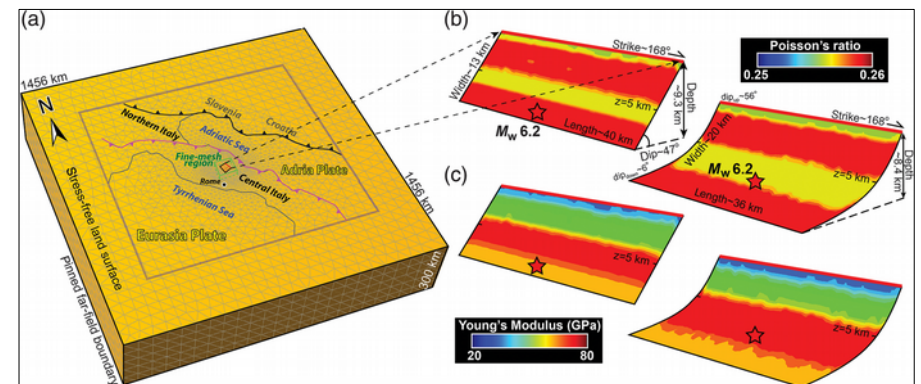 (a)
1456 km
N
Slovenia
Croatia
Northern Italy
Adriatic Seg
Fine-mesh
region
Adria Plate
Rome
Central Italy
Tyrrhenian Sea
Eurasia Plate
Stress-free land surface
Pinned far-field boundary
1456 km
300 km
(b)
Strike~168°
Width~13 km
z=5 km
Depth
~9.3 km
Mw 6.2
Length~40 km
Dip~47°
Poisson's ratio
0.25
0.26
dipup~56°
Strike~168°
Width~20 km
Mw 6.2
z=5 km
Depth
~8.4 km
dipdown~6°
Length~36 km
(c)
z=5 km
z=5 km
Young's Modulus (GPa)
20
80